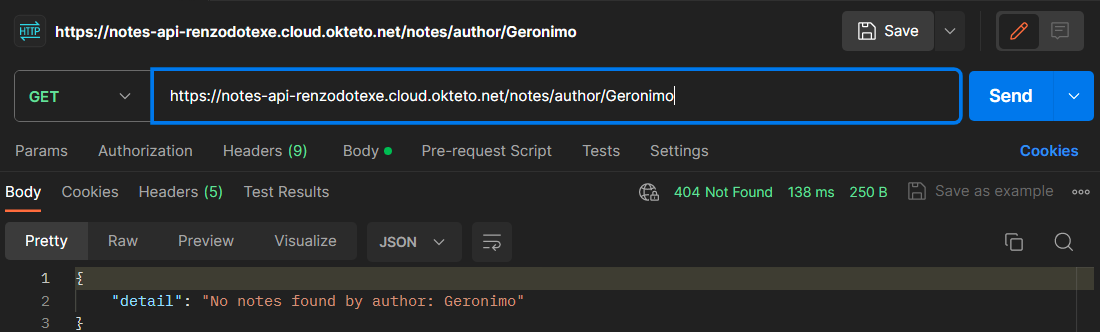 HTTP https://notes-api-renzodotexe.cloud.okteto.net/notes/author/Geronimo Save
GET https://notes-api-renzodotexe.cloud.okteto.net/notes/author/Geronimo Send
Params Authorization Headers (9) Body Pre-request Script Tests Settings Cookies
Body Cookies Headers (5) Test Results 404 Not Found 138 ms 250 B Save as example
Pretty Raw Preview Visualize JSON
1 {
2 "detail": "No notes found by author: Geronimo"
3 }